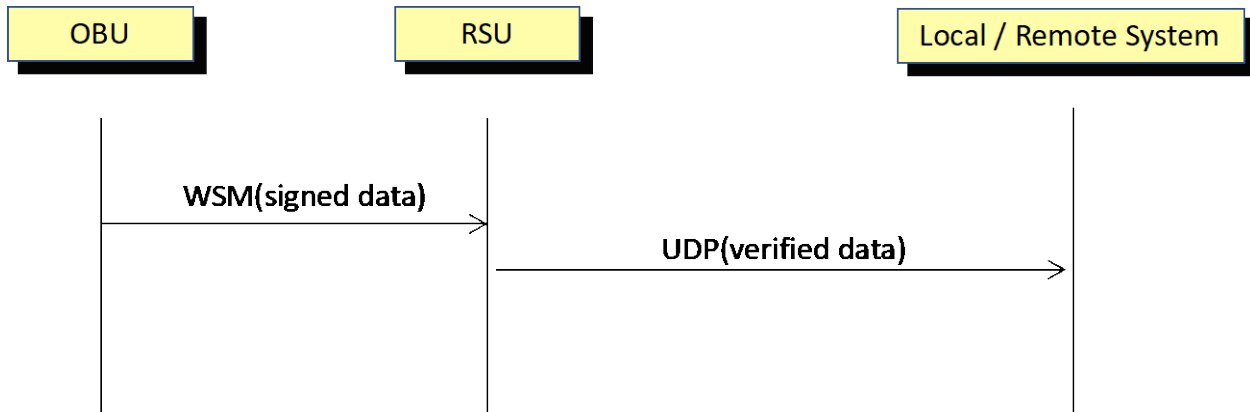 OBU
RSU
Local / Remote System
WSM(signed data)
UDP(verified data)